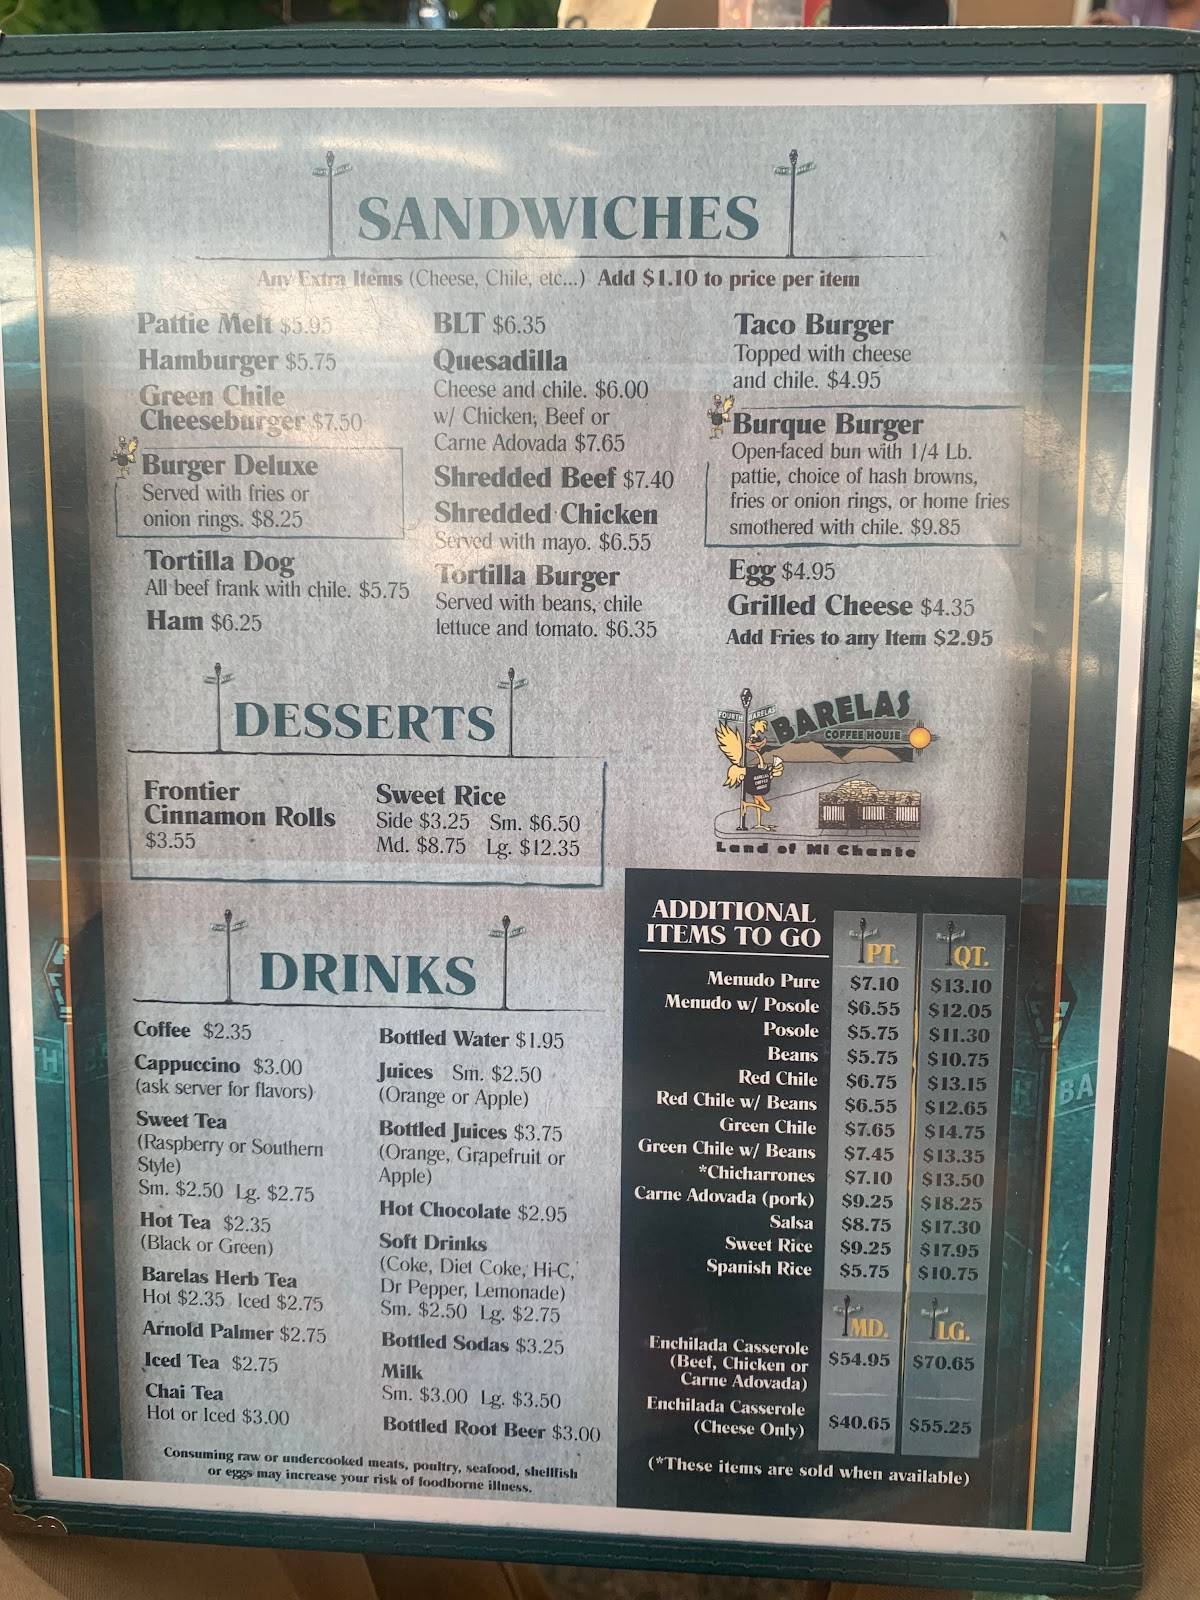 SANDWICHES
Any Extra Items (Cheese, Chile, etc...) Add $1.10 to price per item
Pattie Melt $5.95
Hamburger $5.75
Green Chile
Cheeseburger $7.50
Burger Deluxe
Served with fries or
onion rings. $8.25
Tortilla Dog
All beef frank with chile. $5.75
Ham $6.25
BLT $6.35
Quesadilla
Cheese and chile. $6.00
w/ Chicken, Beef or
Carne Adovada $7.65
Shredded Beef $7.40
Shredded Chicken
Served with mayo. $6.55
Tortilla Burger
Served with beans, chile
lettuce and tomato. $6.35
Taco Burger
Topped with cheese
and chile. $4.95
Burque Burger
Open-faced bun with 1/4 Lb.
pattie, choice of hash browns,
fries or onion rings, or home fries
smothered with chile. $9.85
Egg $4.95
Grilled Cheese $4.35
Add Fries to any Item $2.95
DESSERTS
Frontier
Cinnamon Rolls
$3.55
Sweet Rice
Side $3.25 Sm. $6.50
Md. $8.75 Lg. $12.35
FOURTH BARELAS
BARELAS
COFFEE HOUSE
Land of Mi Chante
DRINKS
Coffee $2.35
Cappuccino $3.00
(ask server for flavors)
Sweet Tea
(Raspberry or Southern
Style)
Sm. $2.50 Lg. $2.75
Hot Tea $2.35
(Black or Green)
Barelas Herb Tea
Hot $2.35 Iced $2.75
Arnold Palmer $2.75
Iced Tea $2.75
Chai Tea
Hot or Iced $3.00
Bottled Water $1.95
Juices Sm. $2.50
(Orange or Apple)
Bottled Juices $3.75
(Orange, Grapefruit or
Apple)
Hot Chocolate $2.95
Soft Drinks
(Coke, Diet Coke, Hi-C,
Dr Pepper, Lemonade)
Sm. $2.50 Lg. $2.75
Bottled Sodas $3.25
Milk
Sm. $3.00 Lg. $3.50
Bottled Root Beer $3.00
Consuming raw or undercooked meats, poultry, seafood, shellfish
or eggs may increase your risk of foodborne illness.
ADDITIONAL
ITEMS TO GO
PT. QT.
Menudo Pure $7.10 $13.10
Menudo w/ Posole $6.55 $12.05
Posole $5.75 $11.30
Beans $5.75 $10.75
Red Chile $6.75 $13.15
Red Chile w/ Beans $6.55 $12.65
Green Chile $7.65 $14.75
Green Chile w/ Beans $7.45 $13.35
*Chicharrones $7.10 $13.50
Carne Adovada (pork) $9.25 $18.25
Salsa $8.75 $17.30
Sweet Rice $9.25 $17.95
Spanish Rice $5.75 $10.75
MD. LG.
Enchilada Casserole
(Beef, Chicken or $54.95 $70.65
Carne Adovada)
Enchilada Casserole
(Cheese Only) $40.65 $55.25
(*These items are sold when available)